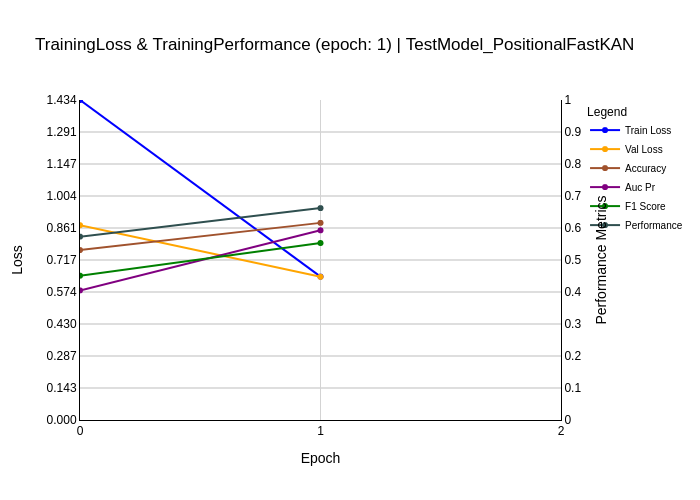 TrainingLoss & TrainingPerformance (epoch: 1) | TestModel_PositionalFastKAN
1.434
1.291
1.147
1.004
0.861
0.717
0.574
0.430
0.287
0.143
0.000
Loss
0
1
2
Epoch
1
0.9
0.8
0.7
0.6
0.5
0.4
0.3
0.2
0.1
0
Performance Metrics
Legend
Train Loss
Val Loss
Accuracy
Auc Pr
F1 Score
Performance